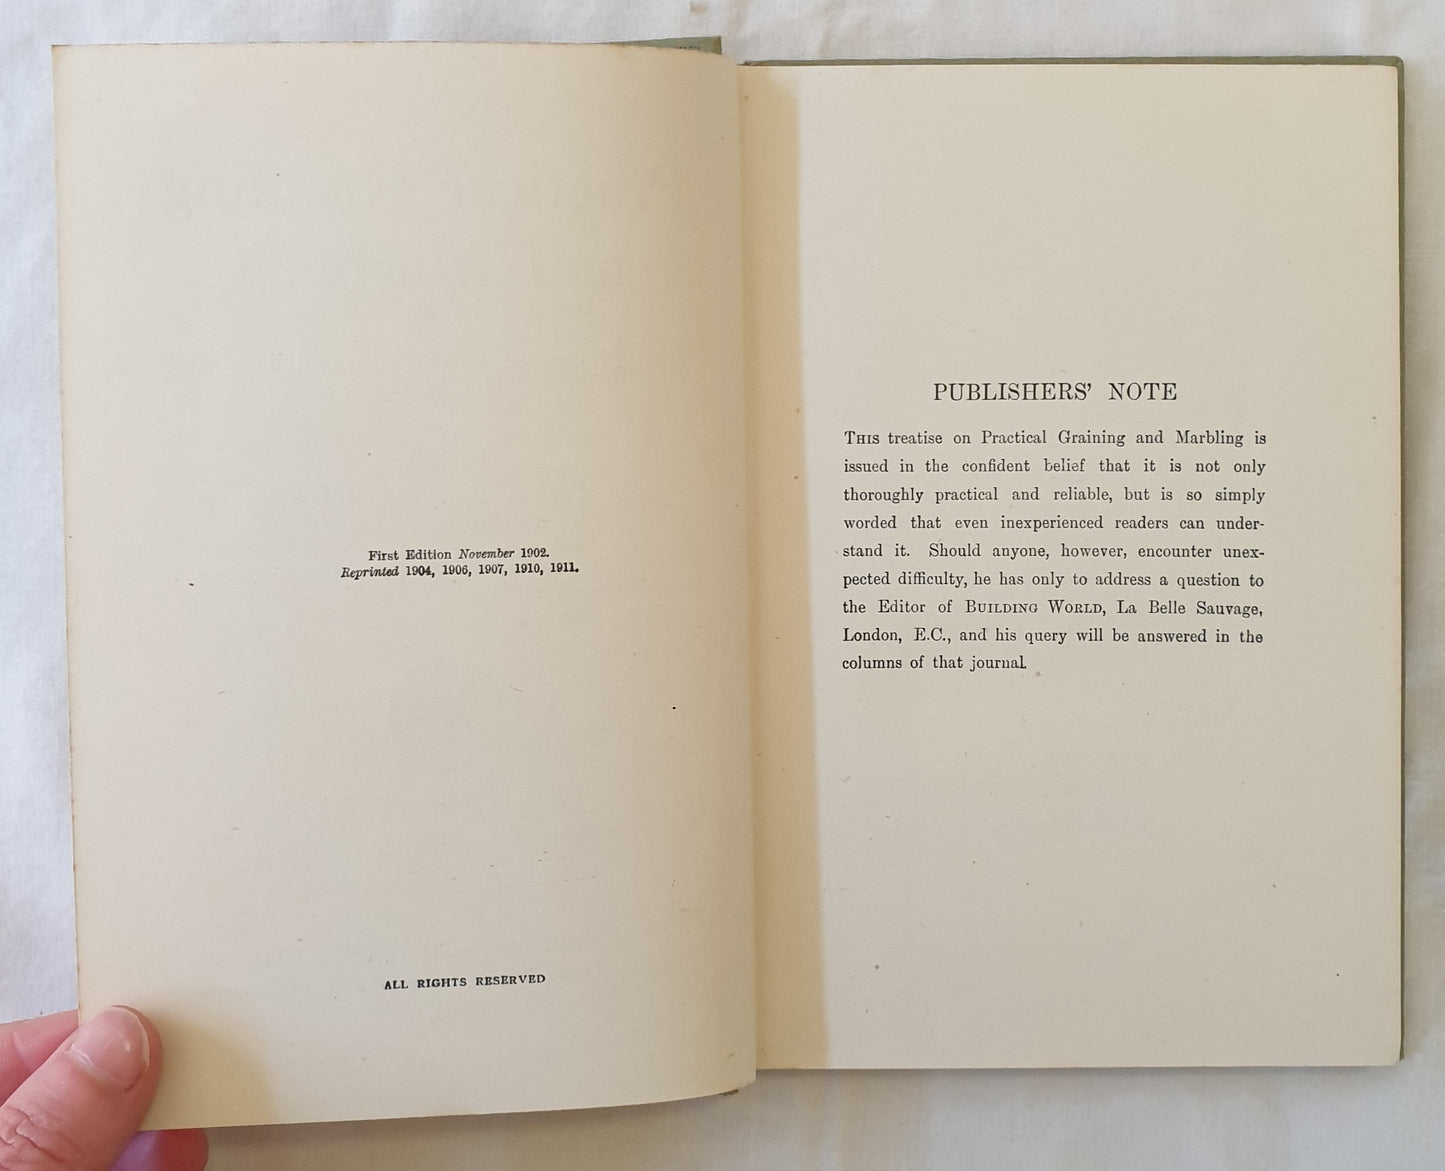 First Edition November 1902.
Reprinted 1904, 1906, 1907, 1910, 1911.
ALL RIGHTS RESERVED
PUBLISHERS' NOTE
THIS treatise on Practical Graining and Marbling is
issued in the confident belief that it is not only
thoroughly practical and reliable, but is so simply
worded that even inexperienced readers can under-
stand it. Should anyone, however, encounter unex-
pected difficulty, he has only to address a question to
the Editor of BUILDING WORLD, La Belle Sauvage,
London, E.C., and his query will be answered in the
columns of that journal.